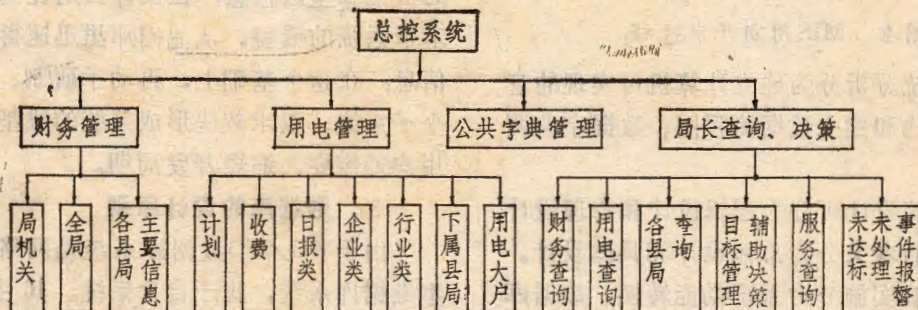 总控系统
财务管理
用电管理
公共字典管理
局长查询、决策
局机关
全局
各县局
主要信息
计划
收费
日报类
企业类
行业类
下属县局
用电大户
财务查询
用电查询
各县局
查询
目标管理
辅助决策
服务查询
未达标
未处理
事件报警